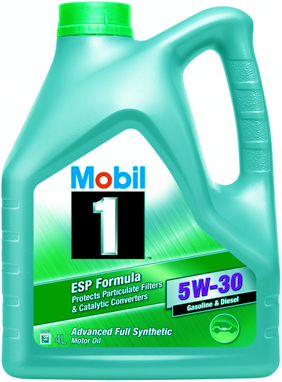 Mobil
1
™
ESP Formula
Protects Particulate Filters
& Catalytic Converters
5W-30
Gasoline & Diesel
Advanced Full Synthetic
Motor Oil
4L